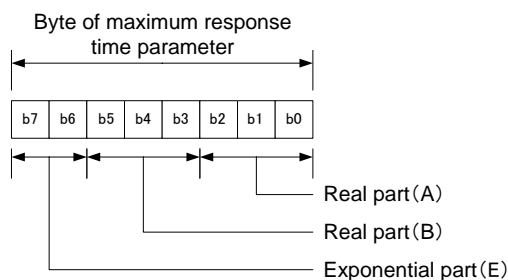 Byte of maximum response
time parameter
b7 b6 b5 b4 b3 b2 b1 b0
Real part(A)
Real part(B)
Exponential part(E)